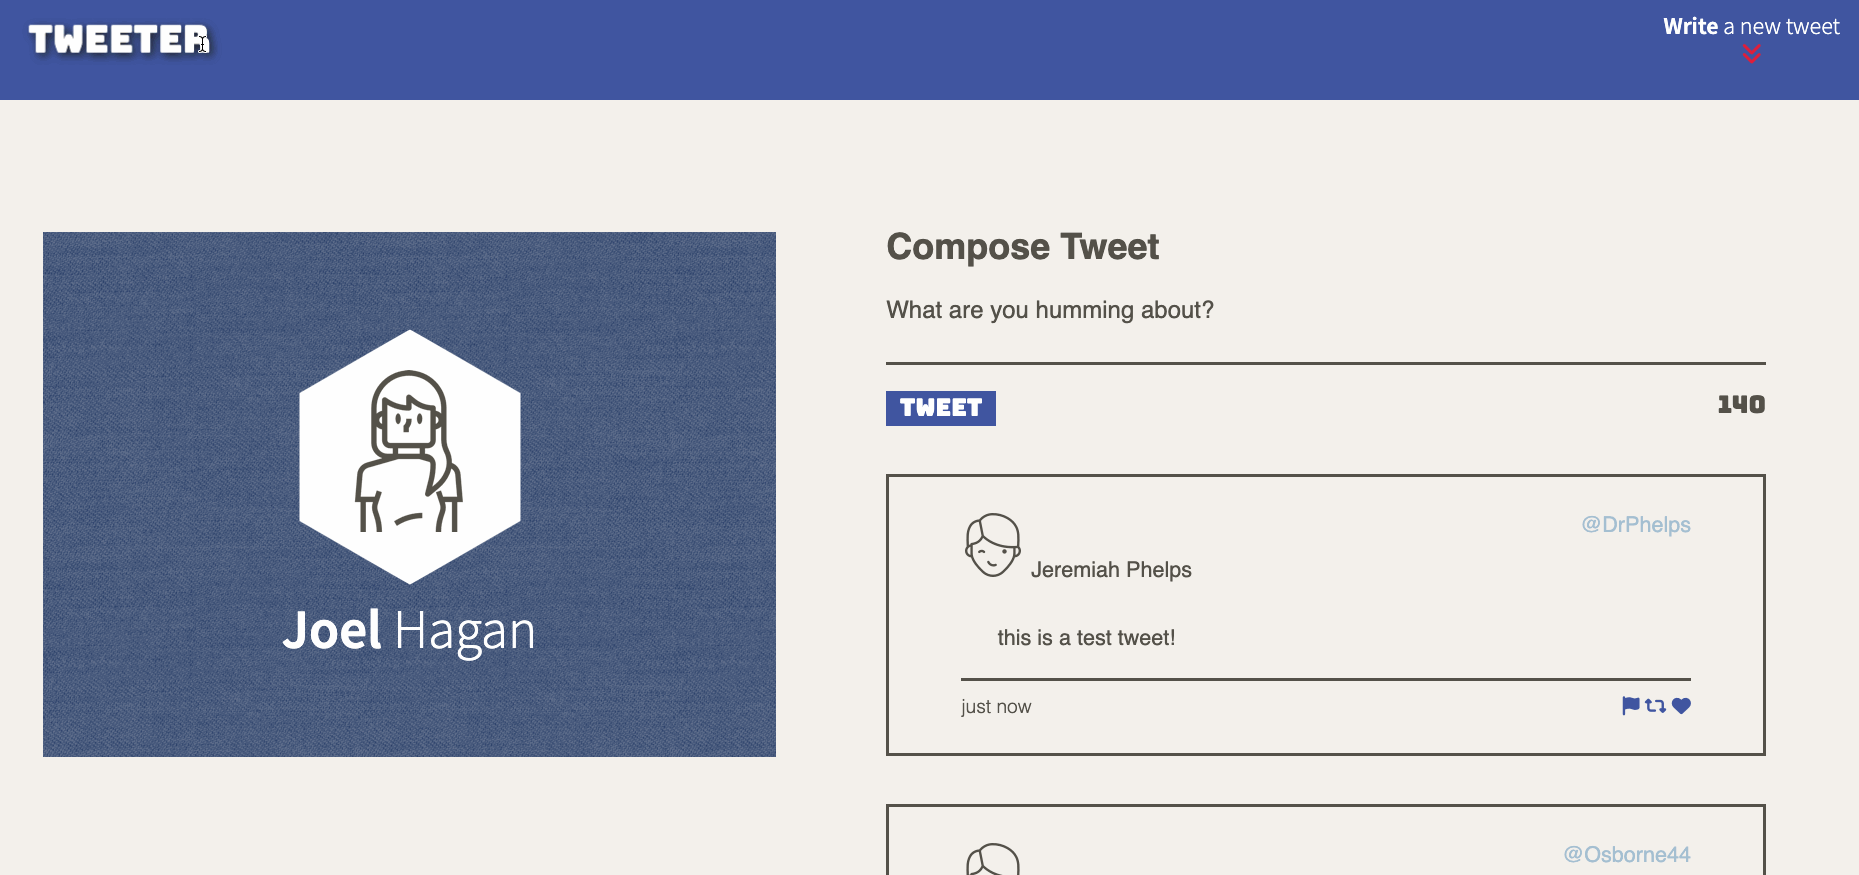 TWEETER
Write a new tweet
Joel Hagan
Compose Tweet
What are you humming about?
TWEET
140
@DrPhelps
Jeremiah Phelps
this is a test tweet!
just now
@Osborne44